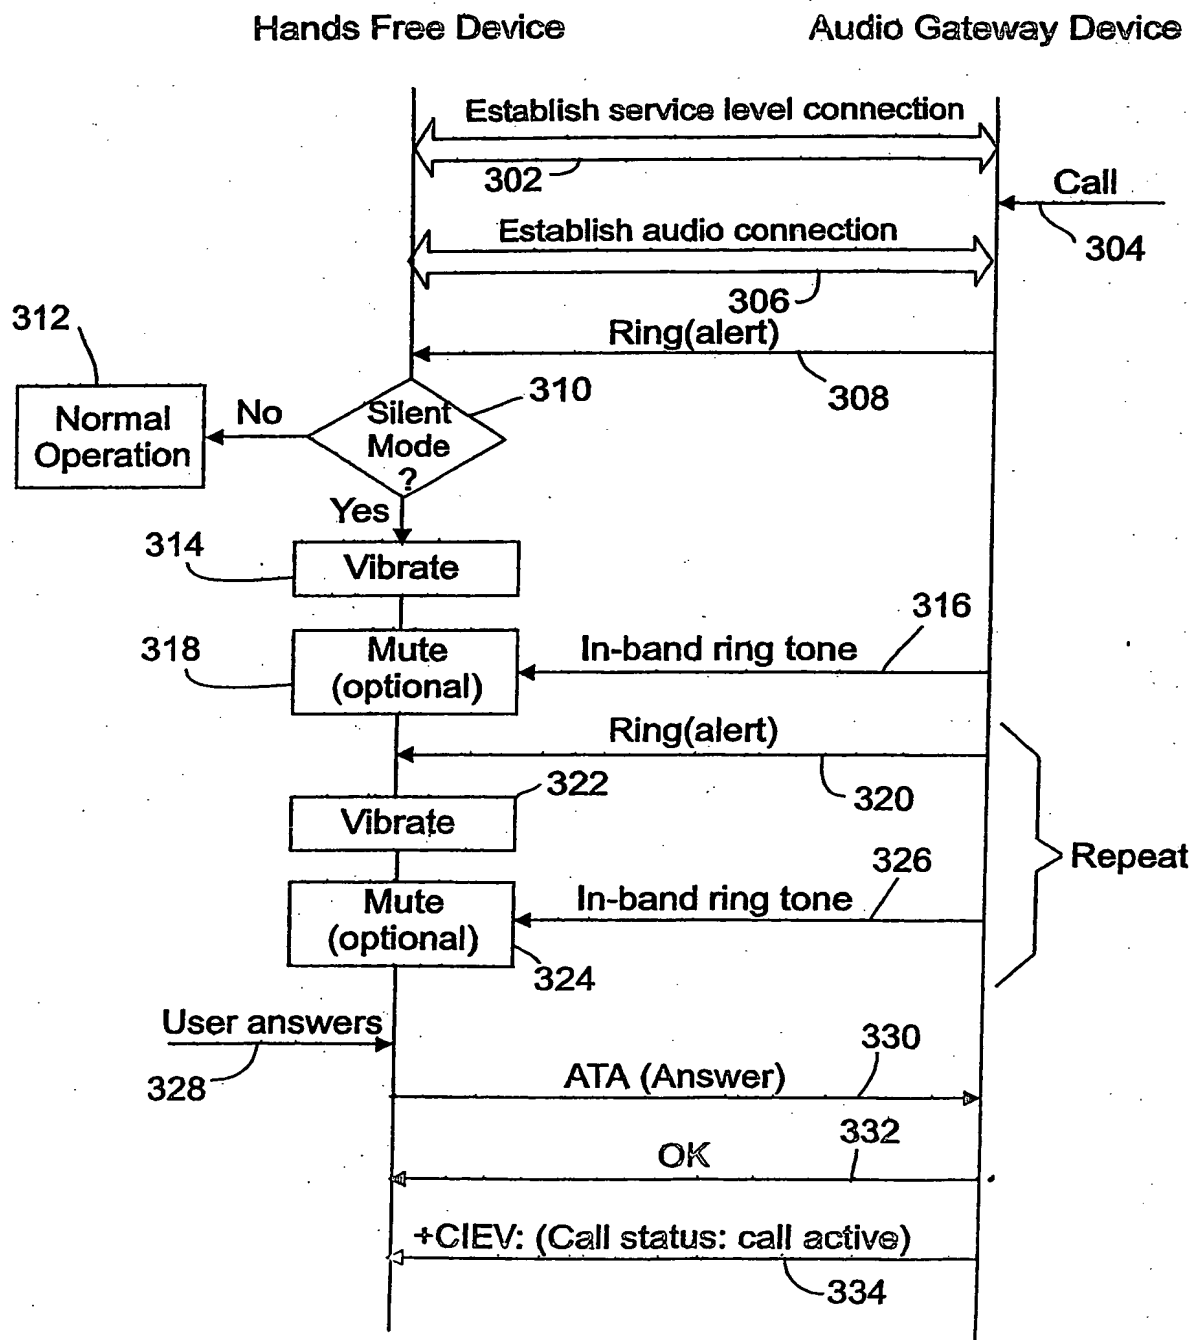 Hands Free Device
Audio Gateway Device
Establish service level connection
302
Call
304
Establish audio connection
306
312
Ring(alert)
308
310
Normal
Operation
No
Silent
Mode
?
Yes
314
Vibrate
316
318
Mute
(optional)
In-band ring tone
Ring(alert)
320
322
Vibrate
Repeat
326
Mute
(optional)
In-band ring tone
324
User answers
328
330
ATA (Answer)
332
OK
+CIEV: (Call status: call active)
334